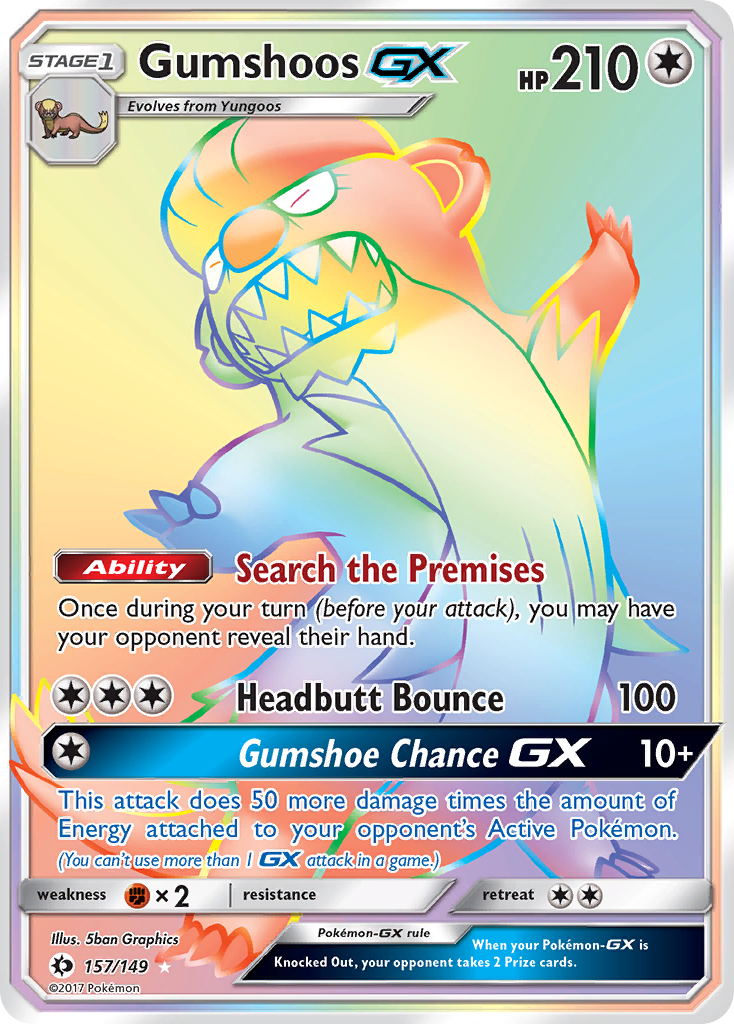 STAGE 1
Gumshoos GX
HP 210
Evolves from Yungoos
Ability Search the Premises
Once during your turn (before your attack), you may have
your opponent reveal their hand.
Headbutt Bounce 100
Gumshoe Chance GX 10+
This attack does 50 more damage times the amount of
Energy attached to your opponent's Active Pokémon.
(You can't use more than 1 GX attack in a game.)
weakness × 2 resistance retreat
Illus. 5ban Graphics
157/149
©2017 Pokémon
Pokémon-GX rule
When your Pokémon-GX is
Knocked Out, your opponent takes 2 Prize cards.